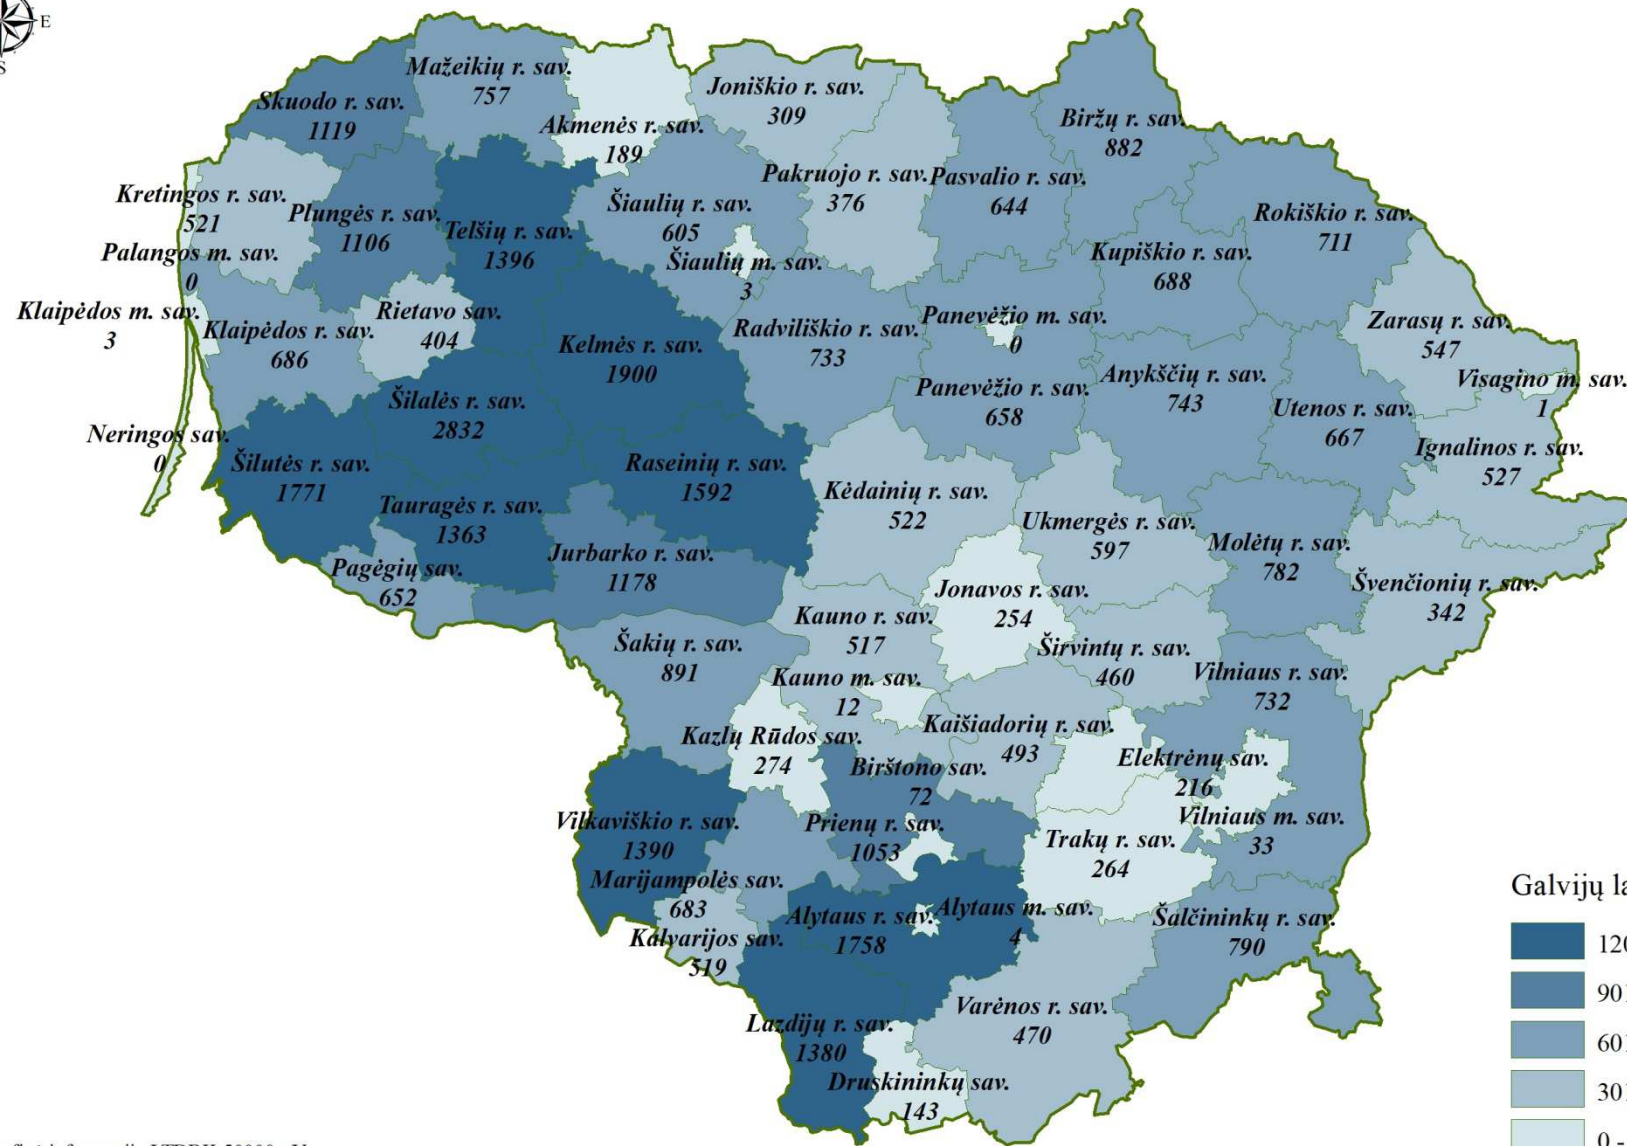 E
S
Mažeikių r. sav.
757
Skuodo r. sav.
1119
Akmenės r. sav.
189
Joniškio r. sav.
309
Biržų r. sav.
882
Pakruojo r. sav.
376
Pasvalio r. sav.
644
Kretingos r. sav.
521
Plungės r. sav.
1106
Telšių r. sav.
1396
Šiaulių r. sav.
605
Rokiškio r. sav.
711
Palangos m. sav.
0
Šiaulių m. sav.
3
Kupiškio r. sav.
688
Klaipėdos m. sav.
3
Klaipėdos r. sav.
686
Rietavo sav.
404
Kelmės r. sav.
1900
Radviliškio r. sav.
733
Panevėžio m. sav.
0
Zarasų r. sav.
547
Visagino m. sav.
1
Šilalės r. sav.
2832
Panevėžio r. sav.
658
Anykščių r. sav.
743
Utenos r. sav.
667
Neringos sav.
0
Šilutės r. sav.
1771
Raseinių r. sav.
1592
Ignalinos r. sav.
527
Tauragės r. sav.
1363
Kėdainių r. sav.
522
Ukmergės r. sav.
597
Molėtų r. sav.
782
Pagėgių sav.
652
Jurbarko r. sav.
1178
Jonavos r. sav.
254
Švenčionių r. sav.
342
Šakių r. sav.
891
Kauno r. sav.
517
Širvintų r. sav.
460
Vilniaus r. sav.
732
Kauno m. sav.
12
Kazlų Rūdos sav.
274
Kaišiadorių r. sav.
493
Birštono sav.
72
Elektrėnų sav.
216
Vilkaviškio r. sav.
1390
Prienų r. sav.
1053
Trakų r. sav.
264
Vilniaus m. sav.
33
Marijampolės sav.
683
Alytaus r. sav.
1758
Alytaus m. sav.
4
Šalčininkų r. sav.
790
Kalvarijos sav.
519
Lazdijų r. sav.
1380
Varėnos r. sav.
470
Druskininkų sav.
143
Galvijų la
120
901
601
301
0 -